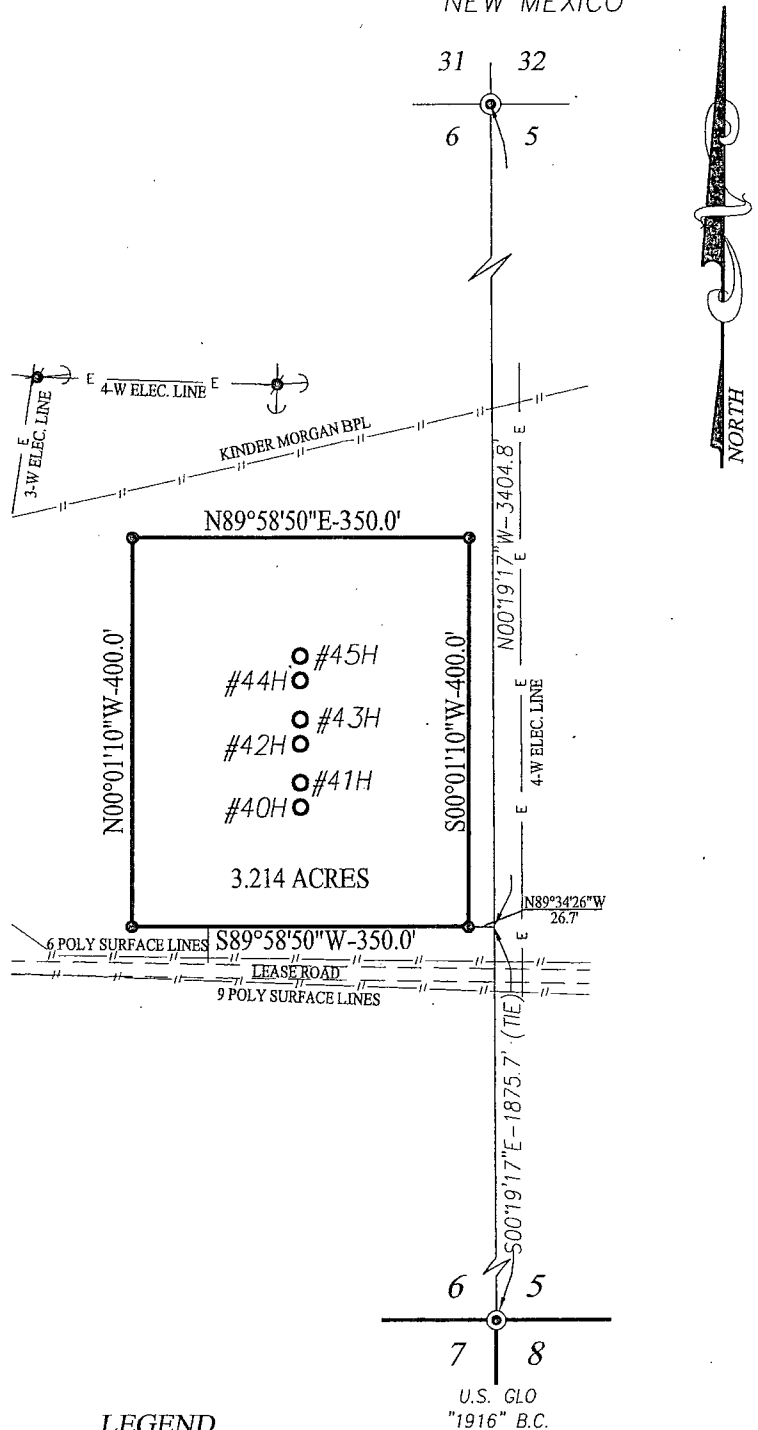 NEW MEXICO
31 32
6 5
NORTH
E 4-W ELEC. LINE E
E
3-W ELEC. LINE
KINDER MORGAN BPL
N00°19'17"W-3404.8'
E
E
E
E
E
4-W ELEC. LINE
N89°58'50"E-350.0'
N00°01'10"W-400.0'
S00°01'10"W-400.0'
#45H
#44H
#43H
#42H
#41H
#40H
3.214 ACRES
N89°34'26"W
26.7'
6 POLY SURFACE LINES
S89°58'50"W-350.0'
LEASE ROAD
9 POLY SURFACE LINES
S00°19'17"E-1875.7' (TIE)
6 5
7 8
U.S. GLO
"1916" B.C.
LEGEND